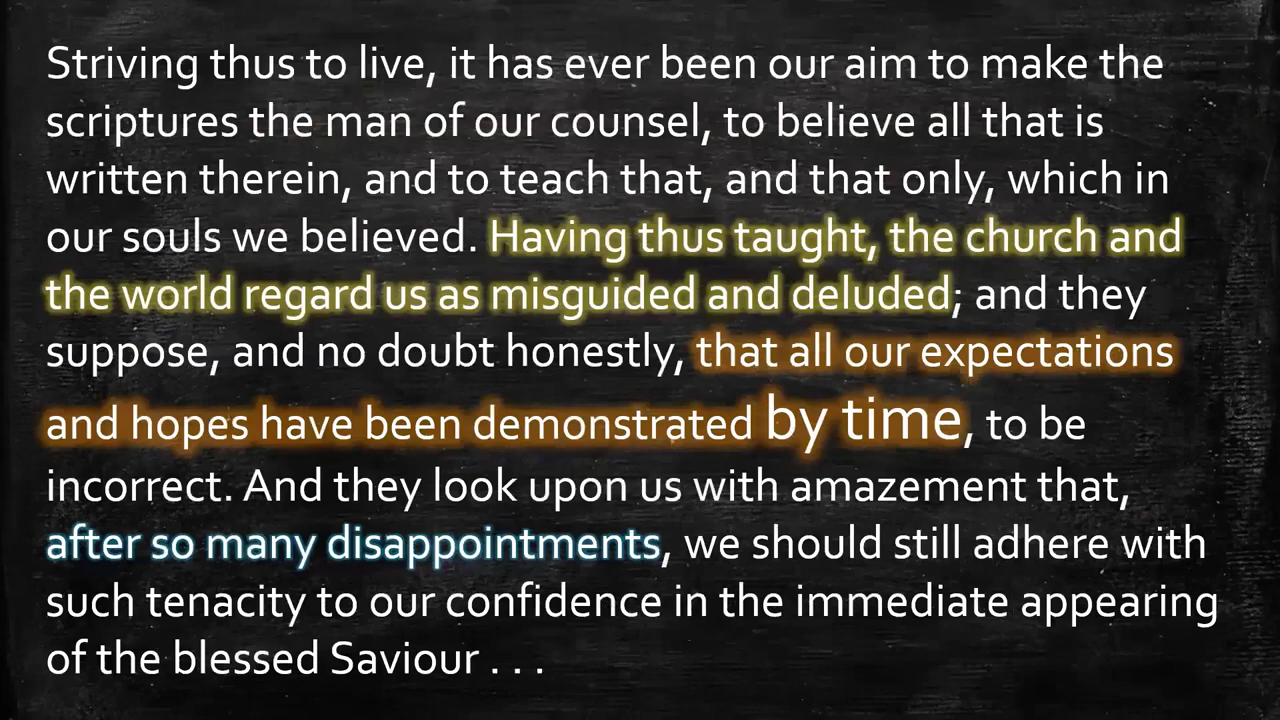 Striving thus to live, it has ever been our aim to make the
scriptures the man of our counsel, to believe all that is
written therein, and to teach that, and that only, which in
our souls we believed. Having thus taught, the church and
the world regard us as misguided and deluded; and they
suppose, and no doubt honestly, that all our expectations
and hopes have been demonstrated by time, to be
incorrect. And they look upon us with amazement that,
after so many disappointments, we should still adhere with
such tenacity to our confidence in the immediate appearing
of the blessed Saviour . . .